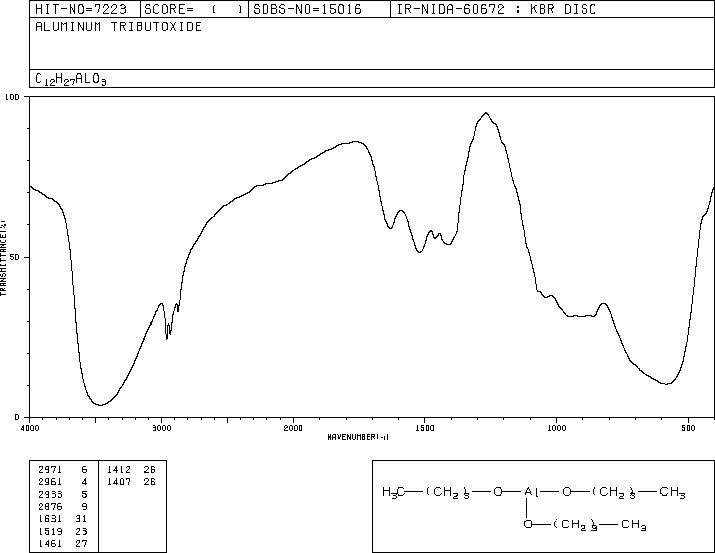 HIT-NO=7223 SCORE= ( ) SDBS-NO=15016 IR-NIDA-60672 : KBR DISC
ALUMINUM TRIBUTOXIDE
C12H27ALO3
100
50
0
TRANSMITTANCE(%)
4000 3000 2000 1500 1000 500
WAVENUMBER(-1)
2971 6 1412 26
2961 4 1407 26
2933 5
2876 9
1631 31
1519 23
1461 27
H3C—(CH2)3—O—Al—O—(CH2)3—CH3
O—(CH2)3—CH3